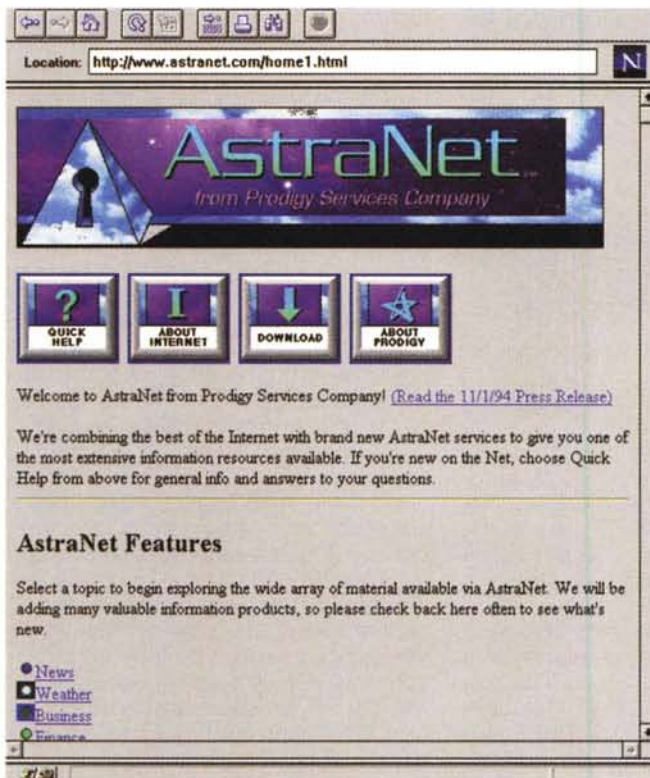 Location: http://www.astranet.com/home1.html
N
AstraNet™
from Prodigy Services Company
?
QUICK
HELP
I
ABOUT
INTERNET
DOWNLOAD
ABOUT
PRODIGY
Welcome to AstraNet from Prodigy Services Company! (Read the 11/1/94 Press Release)
We're combining the best of the Internet with brand new AstraNet services to give you one of
the most extensive information resources available. If you're new on the Net, choose Quick
Help from above for general info and answers to your questions.
AstraNet Features
Select a topic to begin exploring the wide array of material available via AstraNet. We will be
adding many valuable information products, so please check back here often to see what's
new.
News
Weather
Business
Finance